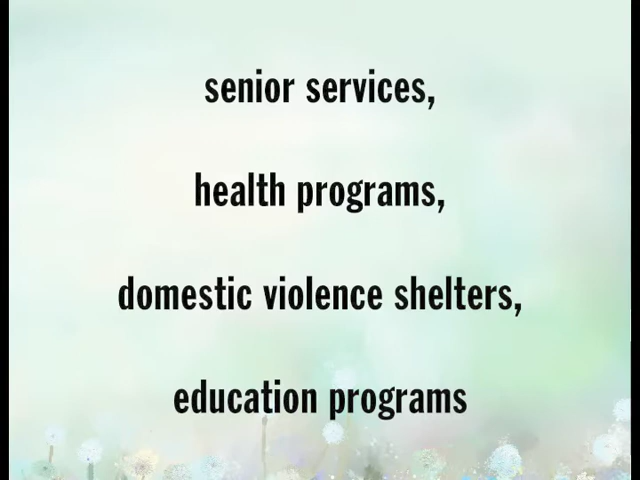 senior services,
health programs,
domestic violence shelters,
education programs